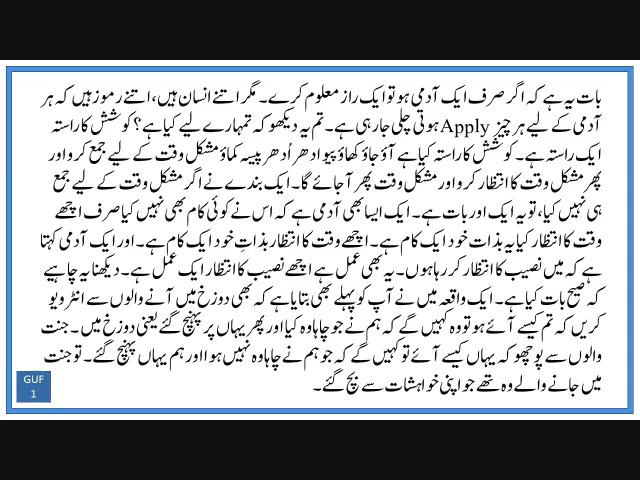 بات یہ ہے کہ اگر صرف ایک آدمی ہو تو ایک راز معلوم کرے۔ مگر اتنے انسان ہیں، اتنے رموز ہیں کہ ہر
آدمی کے لیے ہر چیز Apply ہوتی چلی جارہی ہے۔ تم یہ دیکھو کہ تمہارے لیے کیا ہے؟ کوشش کا راستہ
ایک راستہ ہے۔ کوشش کا راستہ کیا ہے آؤ جاؤ کھاؤ پیو ادھر اُدھر پیسہ کماؤ مشکل وقت کے لیے جمع کرو اور
پھر مشکل وقت کا انتظار کرو اور مشکل وقت پھر آجائے گا۔ ایک بندے نے اگر مشکل وقت کے لیے جمع
ہی نہیں کیا، تو یہ ایک اور بات ہے۔ ایک ایسا بھی آدمی ہے کہ اس نے کوئی کام بھی نہیں کیا صرف اچھے
وقت کا انتظار کیا یہ بذات خود ایک کام ہے۔ اچھے وقت کا انتظار بذاتِ خود ایک کام ہے۔ اور ایک آدمی کہتا
ہے کہ میں نصیب کا انتظار کر رہا ہوں۔ یہ بھی عمل ہے اچھے نصیب کا انتظار ایک عمل ہے۔ دیکھنا یہ چاہیے
کہ صحیح بات کیا ہے۔ ایک واقعہ میں نے آپ کو پہلے بھی بتایا ہے کہ بھی دوزخ میں آنے والوں سے انٹرویو
کریں کہ تم کیسے آئے ہو تو وہ کہیں گے کہ ہم نے جو چاہا وہ کیا اور پھر یہاں پر پہنچ گئے یعنی دوزخ میں۔ جنت
والوں سے پوچھو کہ یہاں کیسے آئے تو کہیں گے کہ جو ہم نے چاہا وہ نہیں ہوا اور ہم یہاں پہنچ گئے۔ تو جنت
میں جانے والے وہ تھے جو اپنی خواہشات سے بچ گئے۔
GUF
1